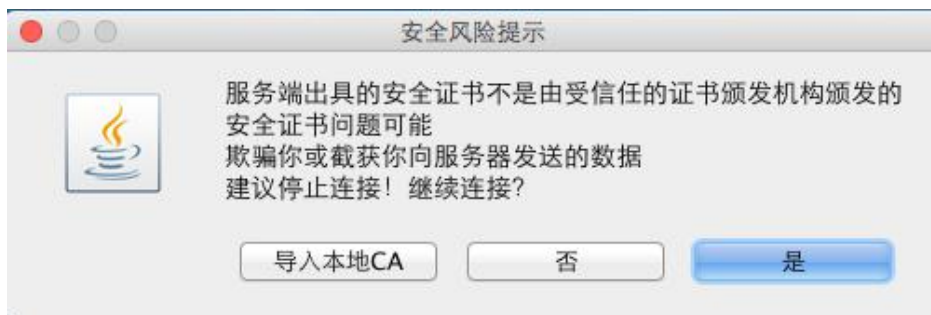 安全风险提示
服务端出具的安全证书不是由受信任的证书颁发机构颁发的
安全证书问题可能
欺骗你或截获你向服务器发送的数据
建议停止连接！继续连接？
导入本地CA 否 是